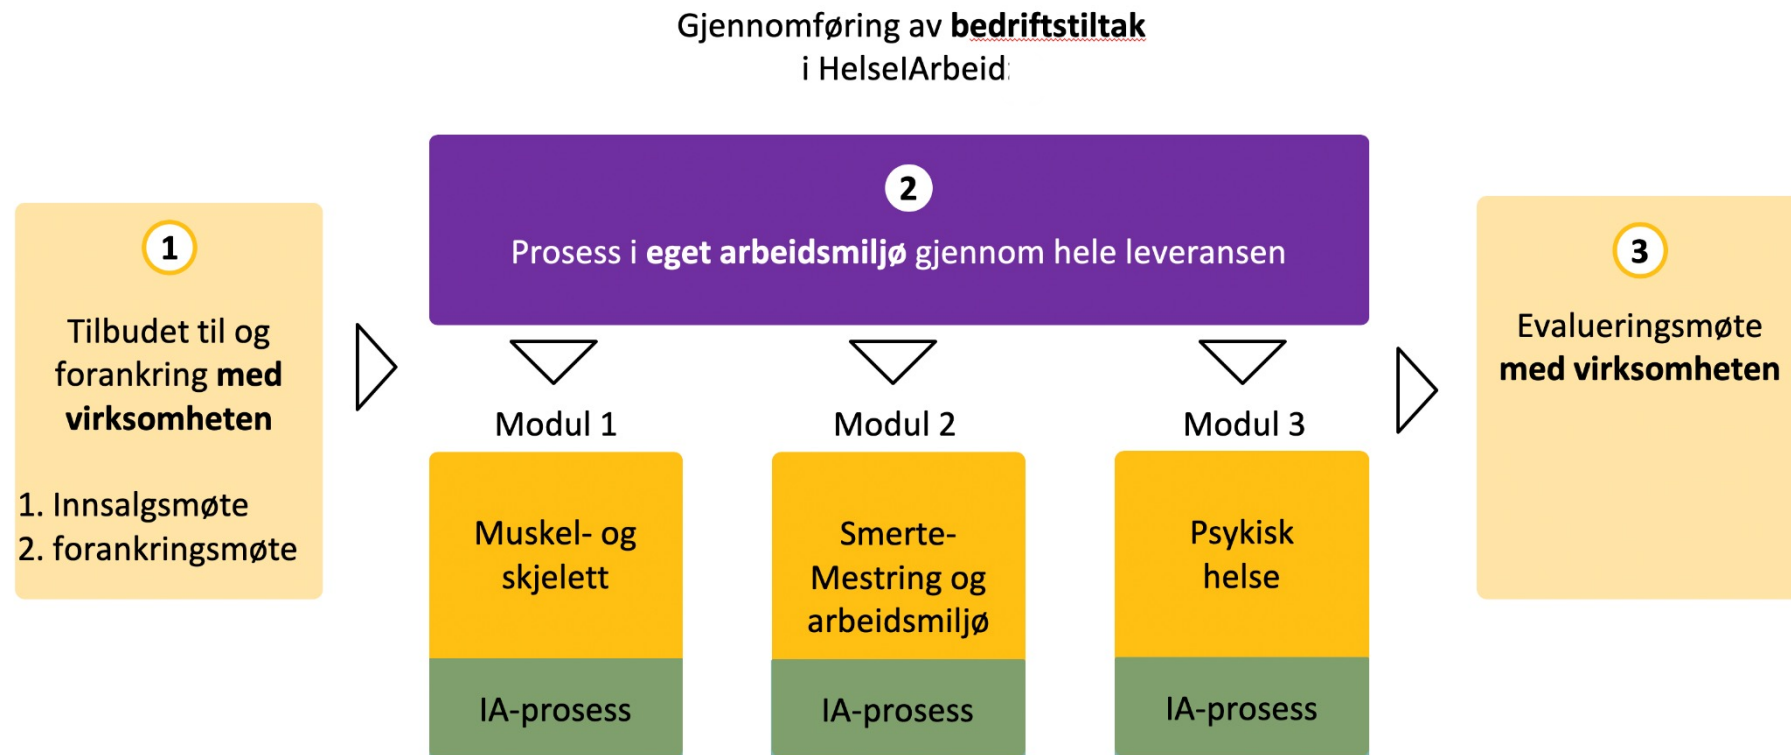 Gjennomføring av bedriftstiltak
i HelseIArbeid:
1
Tilbudet til og
forankring med
virksomheten
1. Innsalgsmøte
2. forankringsmøte
2
Prosess i eget arbeidsmiljø gjennom hele leveransen
Modul 1
Muskel- og
skjelett
IA-prosess
Modul 2
Smerte-
Mestring og
arbeidsmiljø
IA-prosess
Modul 3
Psykisk
helse
IA-prosess
3
Evalueringsmøte
med virksomheten